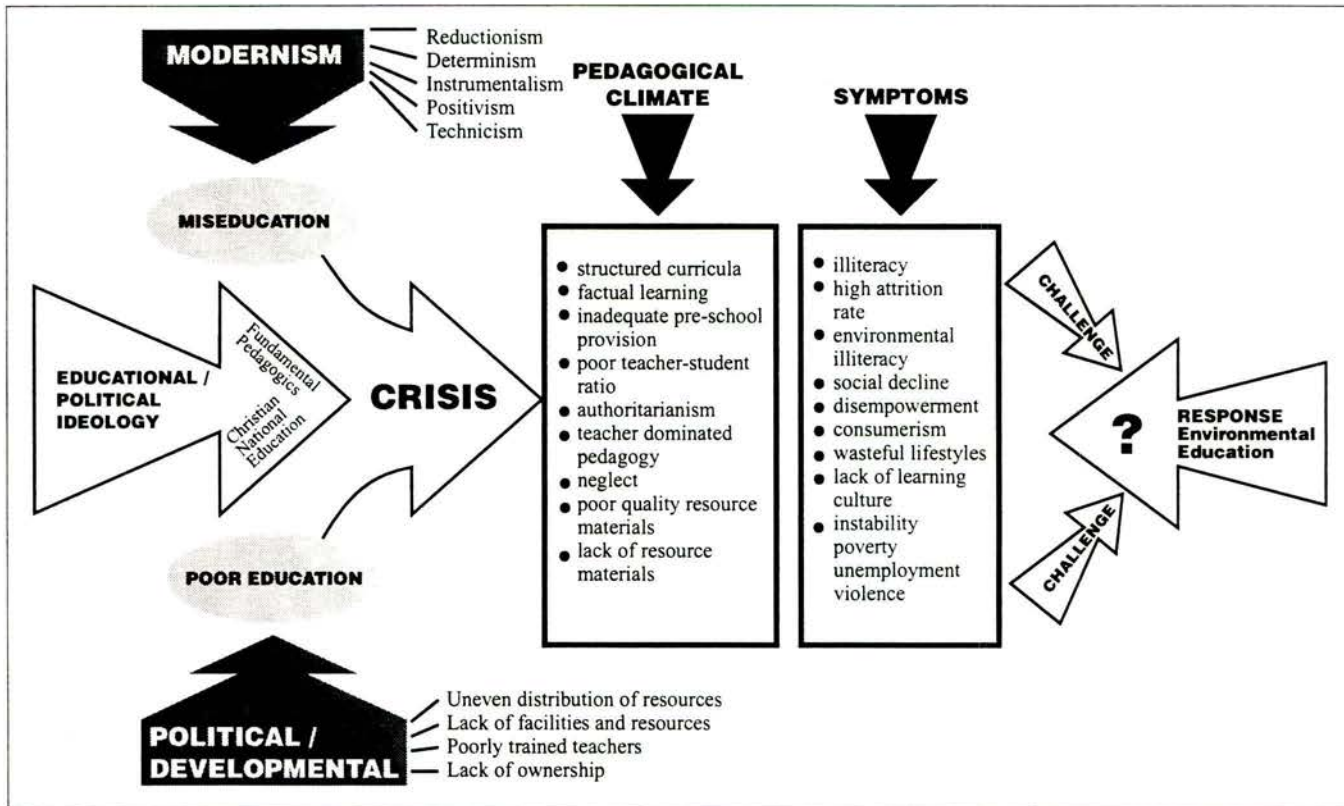 MODERNISM
Reductionism
Determinism
Instrumentalism
Positivism
Technicism
PEDAGOGICAL
CLIMATE
SYMPTOMS
MISEDUCATION
EDUCATIONAL /
POLITICAL
IDEOLOGY
Fundamental
Pedagogics
Christian
National
Education
CRISIS
POOR EDUCATION
POLITICAL /
DEVELOPMENTAL
Uneven distribution of resources
Lack of facilities and resources
Poorly trained teachers
Lack of ownership
● structured curricula
● factual learning
● inadequate pre-school
provision
● poor teacher-student
ratio
● authoritarianism
● teacher dominated
pedagogy
● neglect
● poor quality resource
materials
● lack of resource
materials
● illiteracy
● high attrition
rate
● environmental
illiteracy
● social decline
● disempowerment
● consumerism
● wasteful lifestyles
● lack of learning
culture
● instability
poverty
unemployment
violence
CHALLENGE
CHALLENGE
?
RESPONSE
Environmental
Education